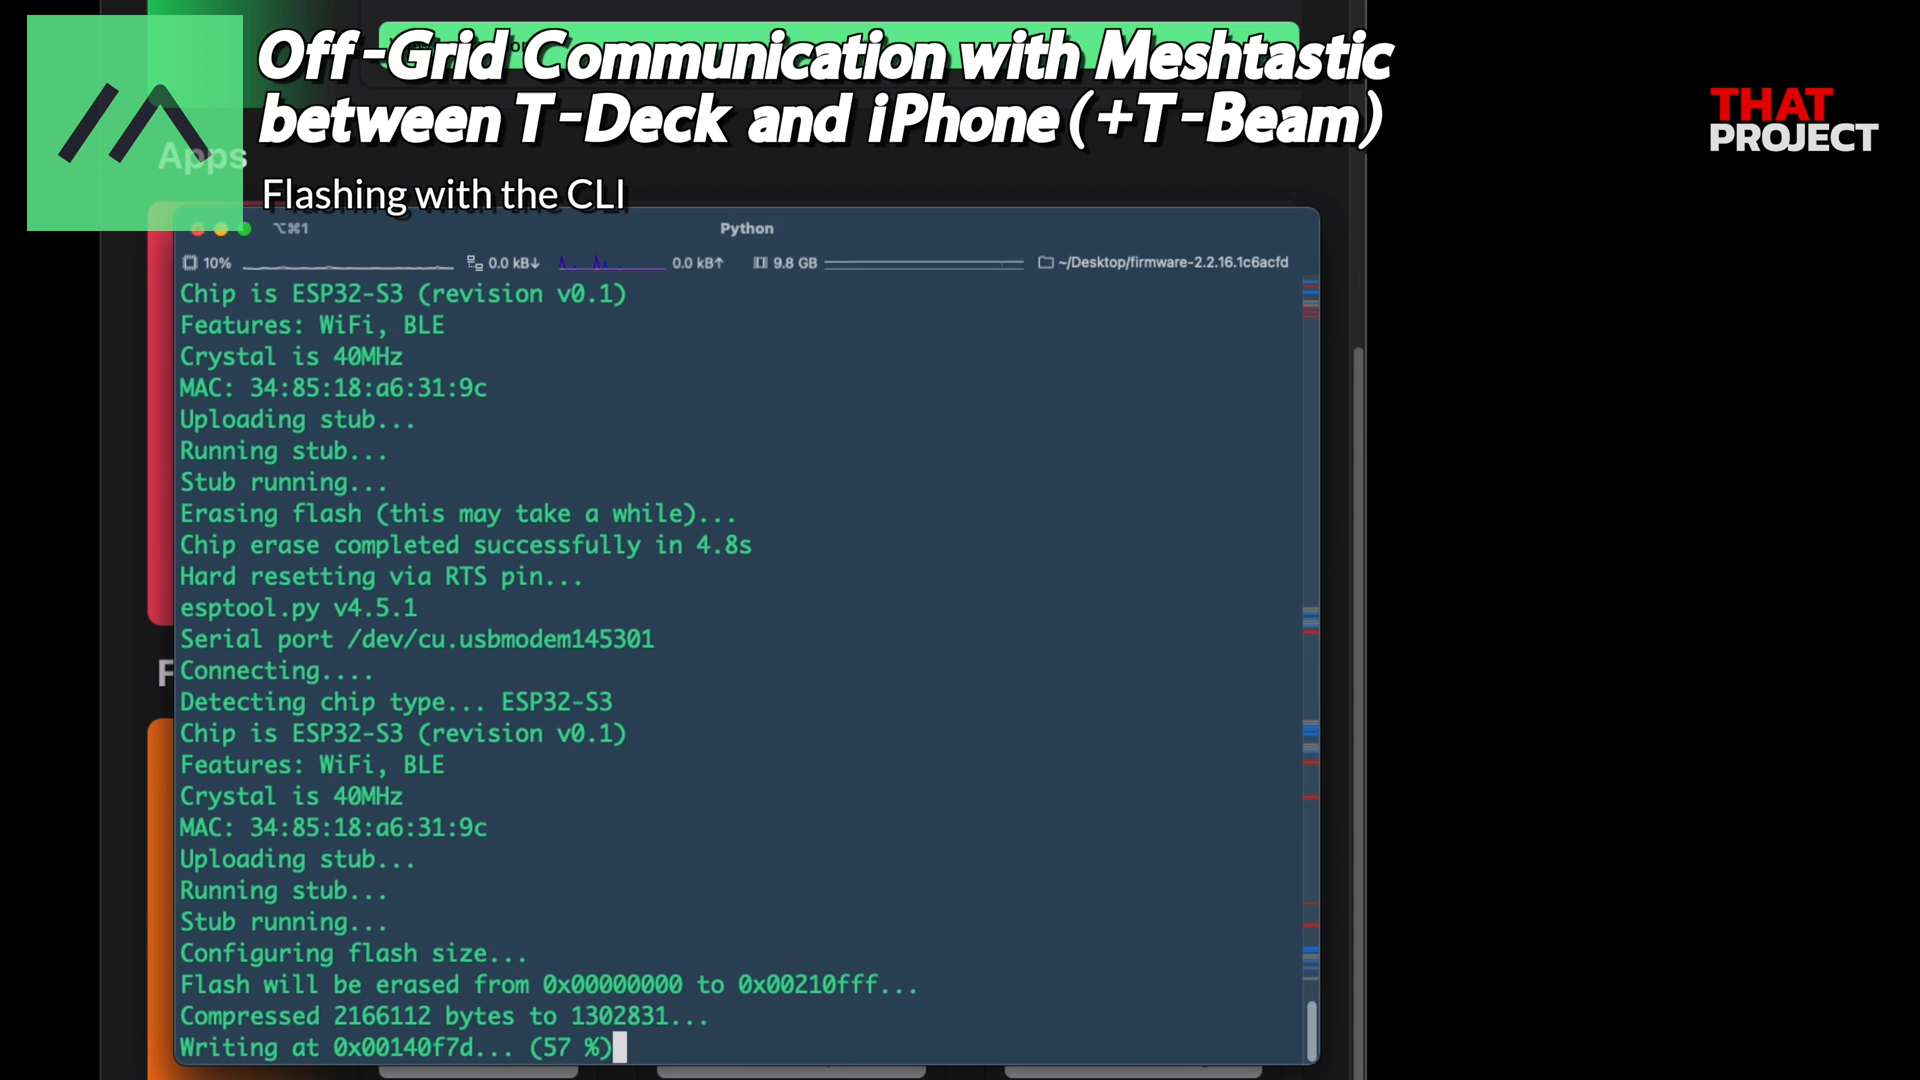 Off-Grid Communication with Meshtastic
between T-Deck and iPhone(+T-Beam)
THAT
PROJECT
Apps
Flashing with the CLI
⌥⌘1
Python
10%
0.0 kB↓
0.0 kB↑
9.8 GB
~/Desktop/firmware-2.2.16.1c6acfd
Chip is ESP32-S3 (revision v0.1)
Features: WiFi, BLE
Crystal is 40MHz
MAC: 34:85:18:a6:31:9c
Uploading stub...
Running stub...
Stub running...
Erasing flash (this may take a while)...
Chip erase completed successfully in 4.8s
Hard resetting via RTS pin...
esptool.py v4.5.1
Serial port /dev/cu.usbmodem145301
Connecting....
Detecting chip type... ESP32-S3
Chip is ESP32-S3 (revision v0.1)
Features: WiFi, BLE
Crystal is 40MHz
MAC: 34:85:18:a6:31:9c
Uploading stub...
Running stub...
Stub running...
Configuring flash size...
Flash will be erased from 0x00000000 to 0x00210fff...
Compressed 2166112 bytes to 1302831...
Writing at 0x00140f7d... (57 %)